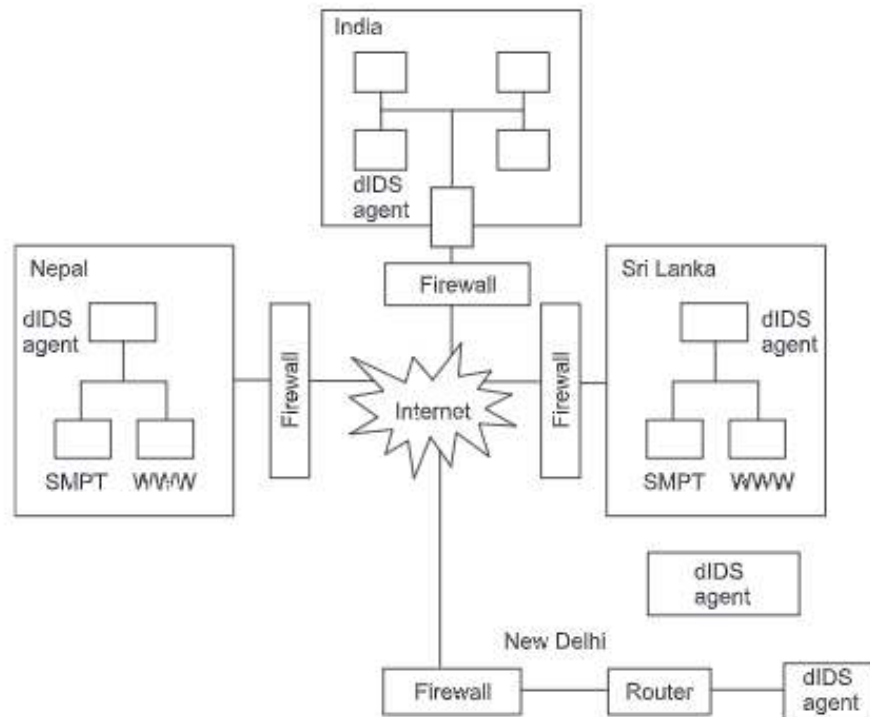 India
dIDS
agent
Firewall
Nepal
dIDS
agent
SMPT WWW
Firewall
Internet
Firewall
Sri Lanka
dIDS
agent
SMPT WWW
dIDS
agent
New Delhi
Firewall
Router
dIDS
agent